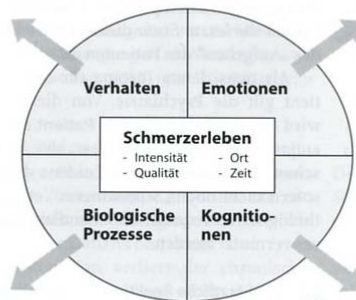 Verhalten
Emotionen
Schmerzerleben
- Intensität - Ort
- Qualität - Zeit
Biologische
Prozesse
Kognitio-
nen